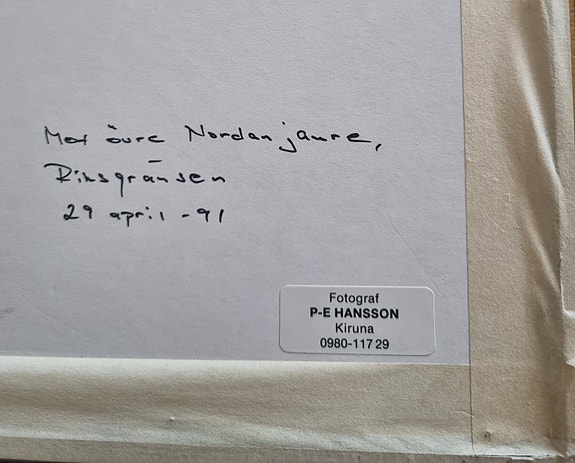 Mot övre Nordanjaure,
Riksgränsen
29 april -91
Fotograf
P-E HANSSON
Kiruna
0980-117 29